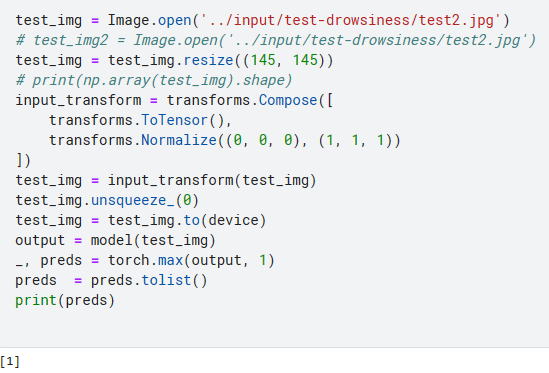 test_img = Image.open('../input/test-drowsiness/test2.jpg')
# test_img2 = Image.open('../input/test-drowsiness/test2.jpg')
test_img = test_img.resize((145, 145))
# print(np.array(test_img).shape)
input_transform = transforms.Compose([
    transforms.ToTensor(),
    transforms.Normalize((0, 0, 0), (1, 1, 1))
])
test_img = input_transform(test_img)
test_img.unsqueeze_(0)
test_img = test_img.to(device)
output = model(test_img)
_, preds = torch.max(output, 1)
preds  = preds.tolist()
print(preds)
[1]